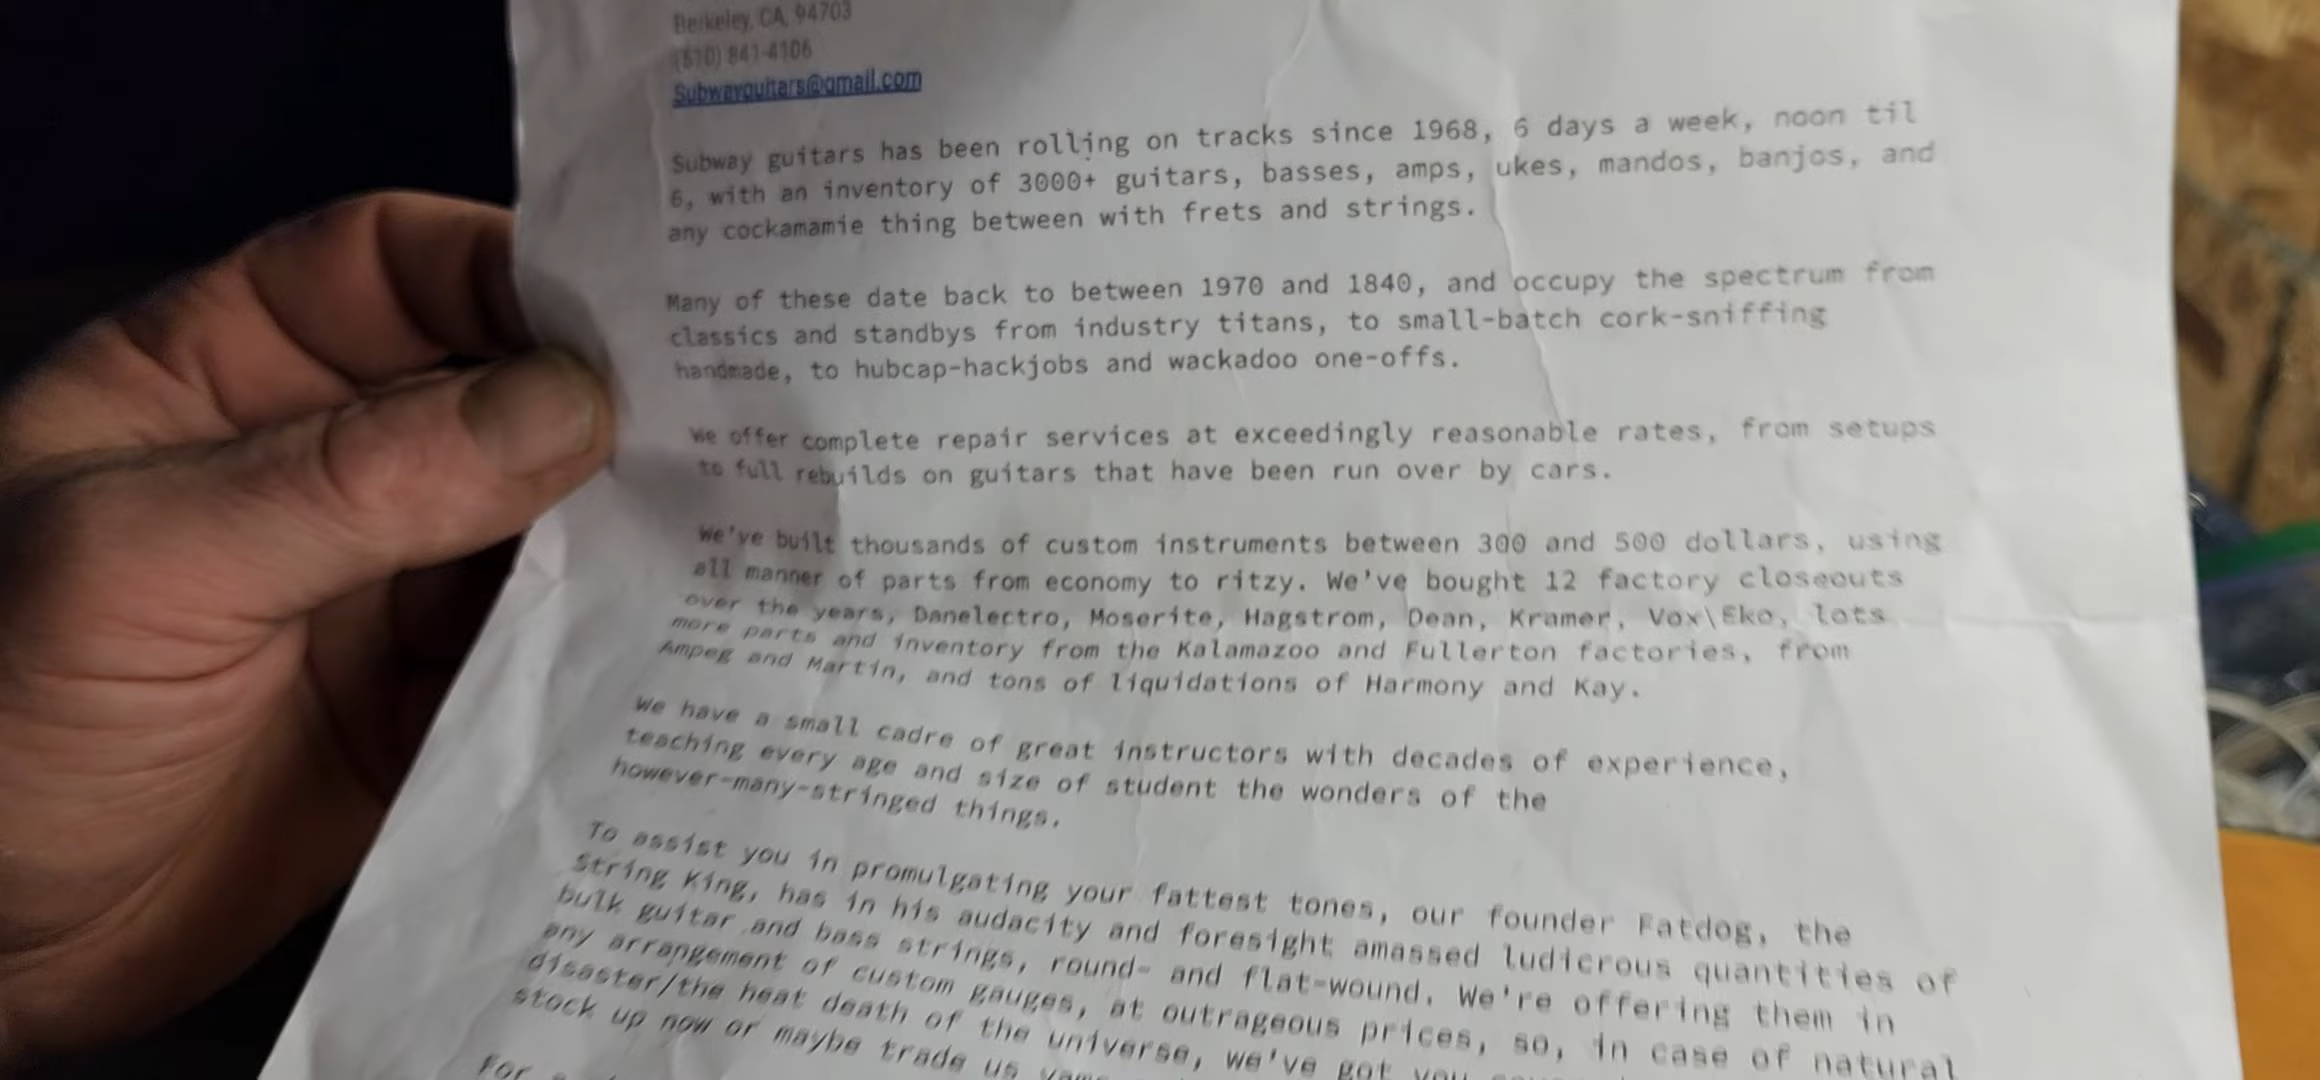 Berkeley, CA, 94703
(510) 841-4106
Subwayguitars@gmail.com
Subway guitars has been rolling on tracks since 1968, 6 days a week, noon til
6, with an inventory of 3000+ guitars, basses, amps, ukes, mandos, banjos, and
any cockamamie thing between with frets and strings.
Many of these date back to between 1970 and 1840, and occupy the spectrum from
classics and standbys from industry titans, to small-batch cork-sniffing
handmade, to hubcap-hackjobs and wackadoo one-offs.
We offer complete repair services at exceedingly reasonable rates, from setups
to full rebuilds on guitars that have been run over by cars.
We've built thousands of custom instruments between 300 and 500 dollars, using
all manner of parts from economy to ritzy. We've bought 12 factory closeouts
over the years, Danelectro, Moserite, Hagstrom, Dean, Kramer, Vox\Eko, lots
more parts and inventory from the Kalamazoo and Fullerton factories, from
Ampeg and Martin, and tons of liquidations of Harmony and Kay.
We have a small cadre of great instructors with decades of experience,
teaching every age and size of student the wonders of the
however-many-stringed things.
To assist you in promulgating your fattest tones, our founder Fatdog, the
String King, has in his audacity and foresight amassed ludicrous quantities of
bulk guitar and bass strings, round- and flat-wound. We're offering them in
any arrangement of custom gauges, at outrageous prices, so, in case of natural
disaster/the heat death of the universe, we've got you
stock up now or maybe trade us
For